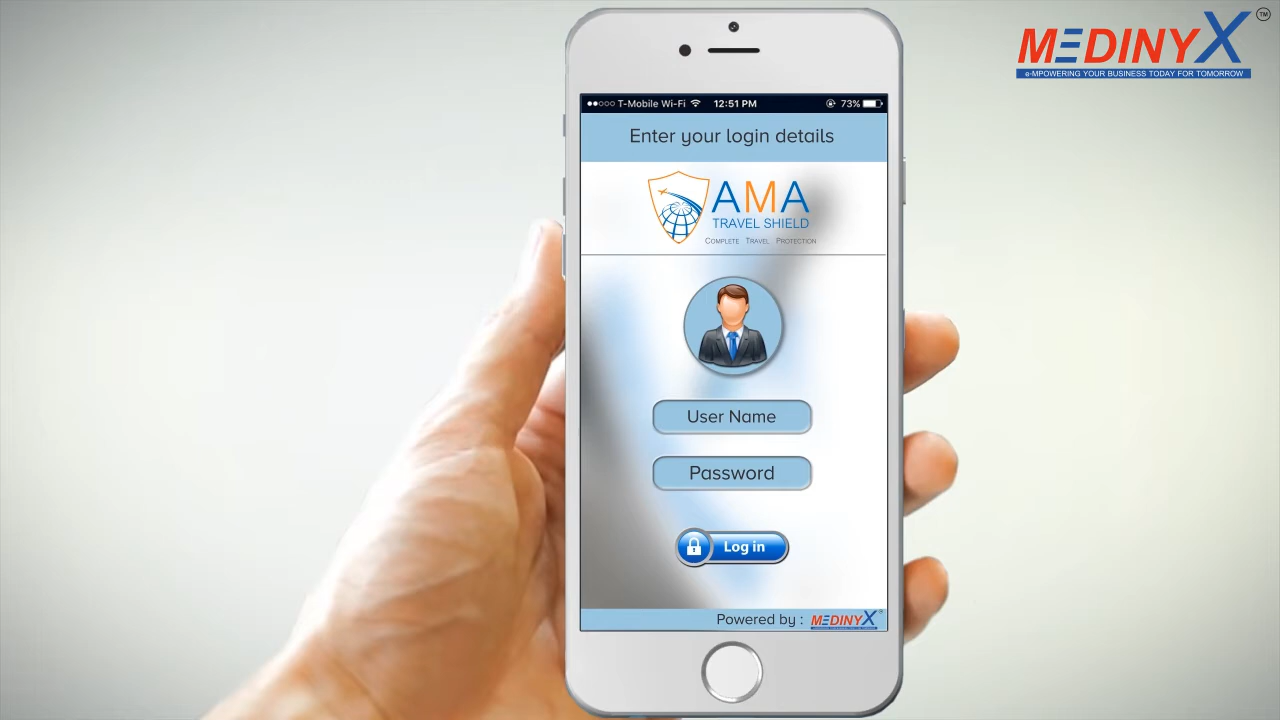 MEDINYX TM
e-MPOWERING YOUR BUSINESS TODAY FOR TOMORROW
T-Mobile Wi-Fi 12:51 PM 73%
Enter your login details
AMA
TRAVEL SHIELD
COMPLETE TRAVEL PROTECTION
User Name
Password
Log in
Powered by : MEDINYX